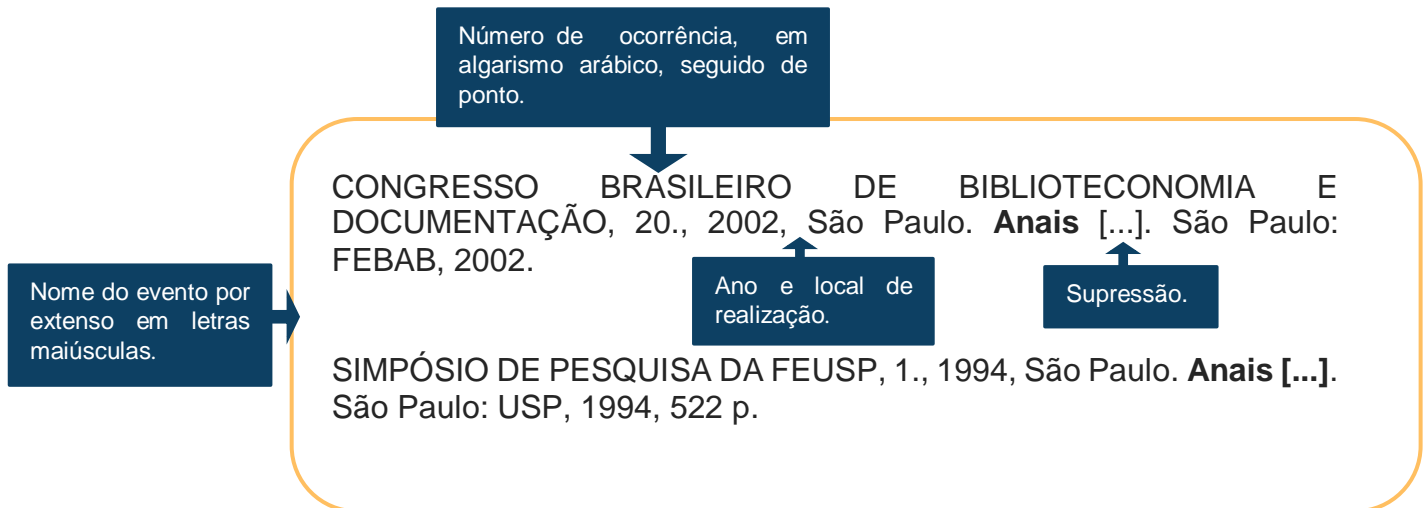 Número de ocorrência, em
algarismo arábico, seguido de
ponto.
CONGRESSO BRASILEIRO DE BIBLIOTECONOMIA E
DOCUMENTAÇÃO, 20., 2002, São Paulo. Anais [...]. São Paulo:
FEBAB, 2002.
Nome do evento por
extenso em letras
maiúsculas.
Ano e local de
realização.
Supressão.
SIMPÓSIO DE PESQUISA DA FEUSP, 1., 1994, São Paulo. Anais [...].
São Paulo: USP, 1994, 522 p.